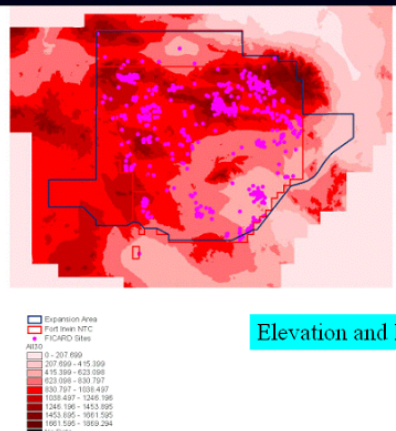 Expansion Area
Fort Irwin NTC
FICARD Sites
Elevation and
0 - 207.699
207.699 - 415.399
415.399 - 623.098
623.098 - 830.797
830.797 - 1038.497
1038.497 - 1246.196
1246.196 - 1453.895
1453.895 - 1661.595
1661.595 - 1869.294
No Data